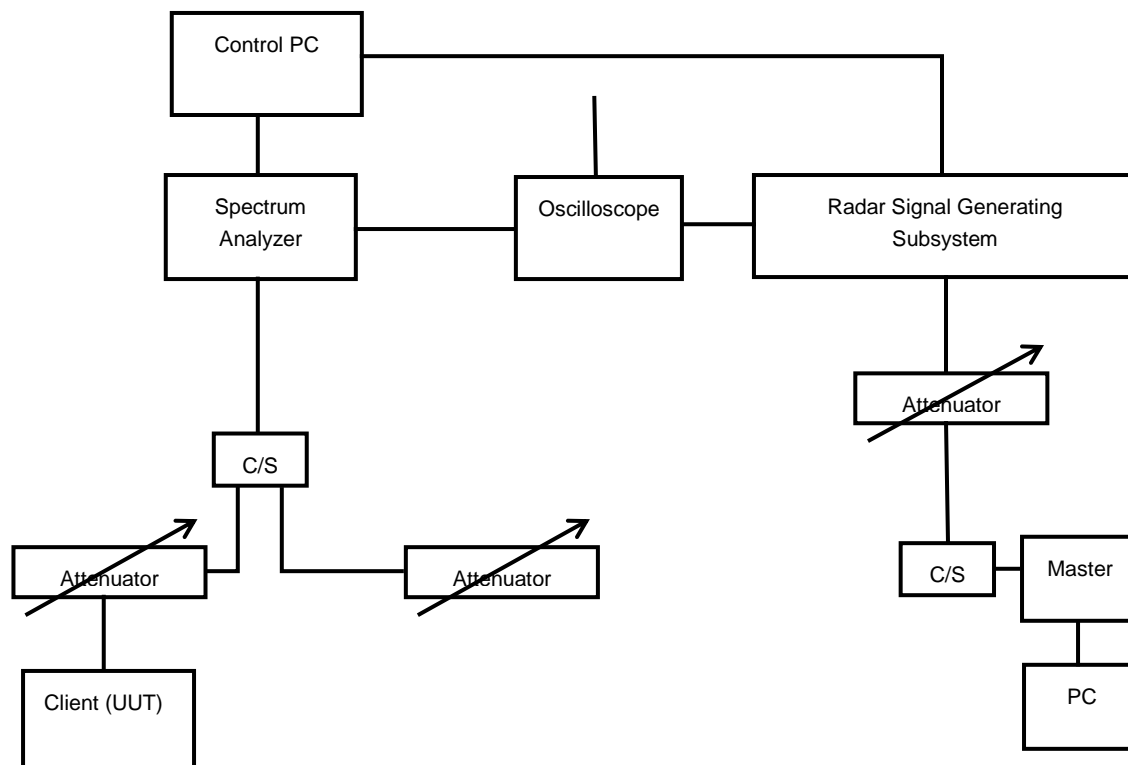 Control PC
Spectrum
Analyzer
Oscilloscope
Radar Signal Generating
Subsystem
Attenuator
C/S
Attenuator
Attenuator
C/S
Master
Client (UUT)
PC